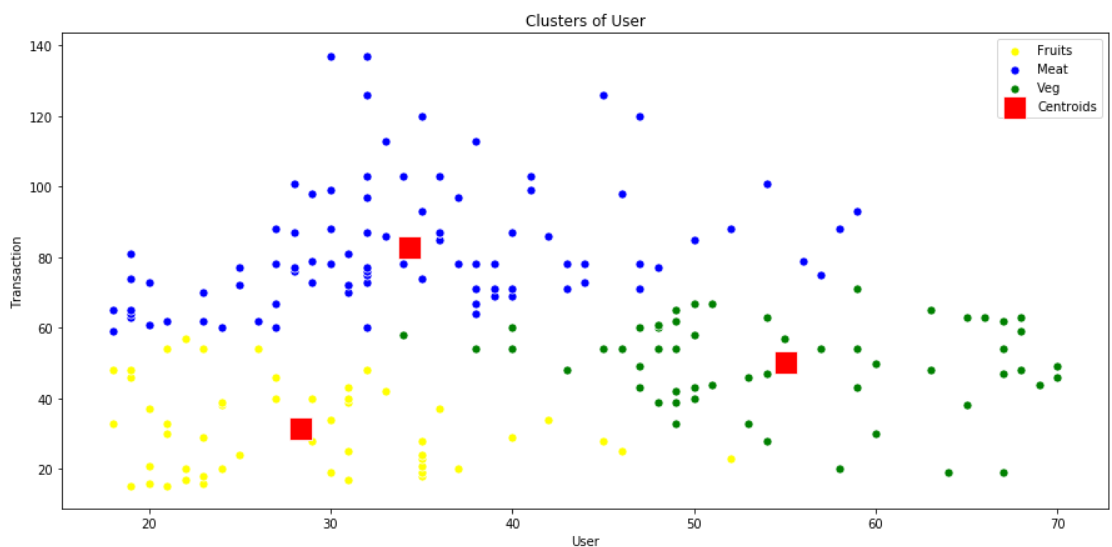 Clusters of User
Fruits
Meat
Veg
Centroids
Transaction
140
120
100
80
60
40
20
20 30 40 50 60 70
User